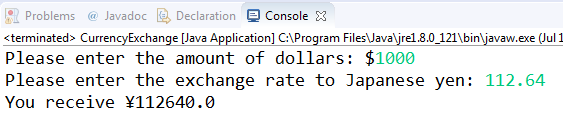 Problems @ Javadoc Declaration Console
<terminated> CurrencyExchange [Java Application] C:\Program Files\Java\jre1.8.0_121\bin\javaw.exe (Jul 1
Please enter the amount of dollars: $1000
Please enter the exchange rate to Japanese yen: 112.64
You receive ¥112640.0